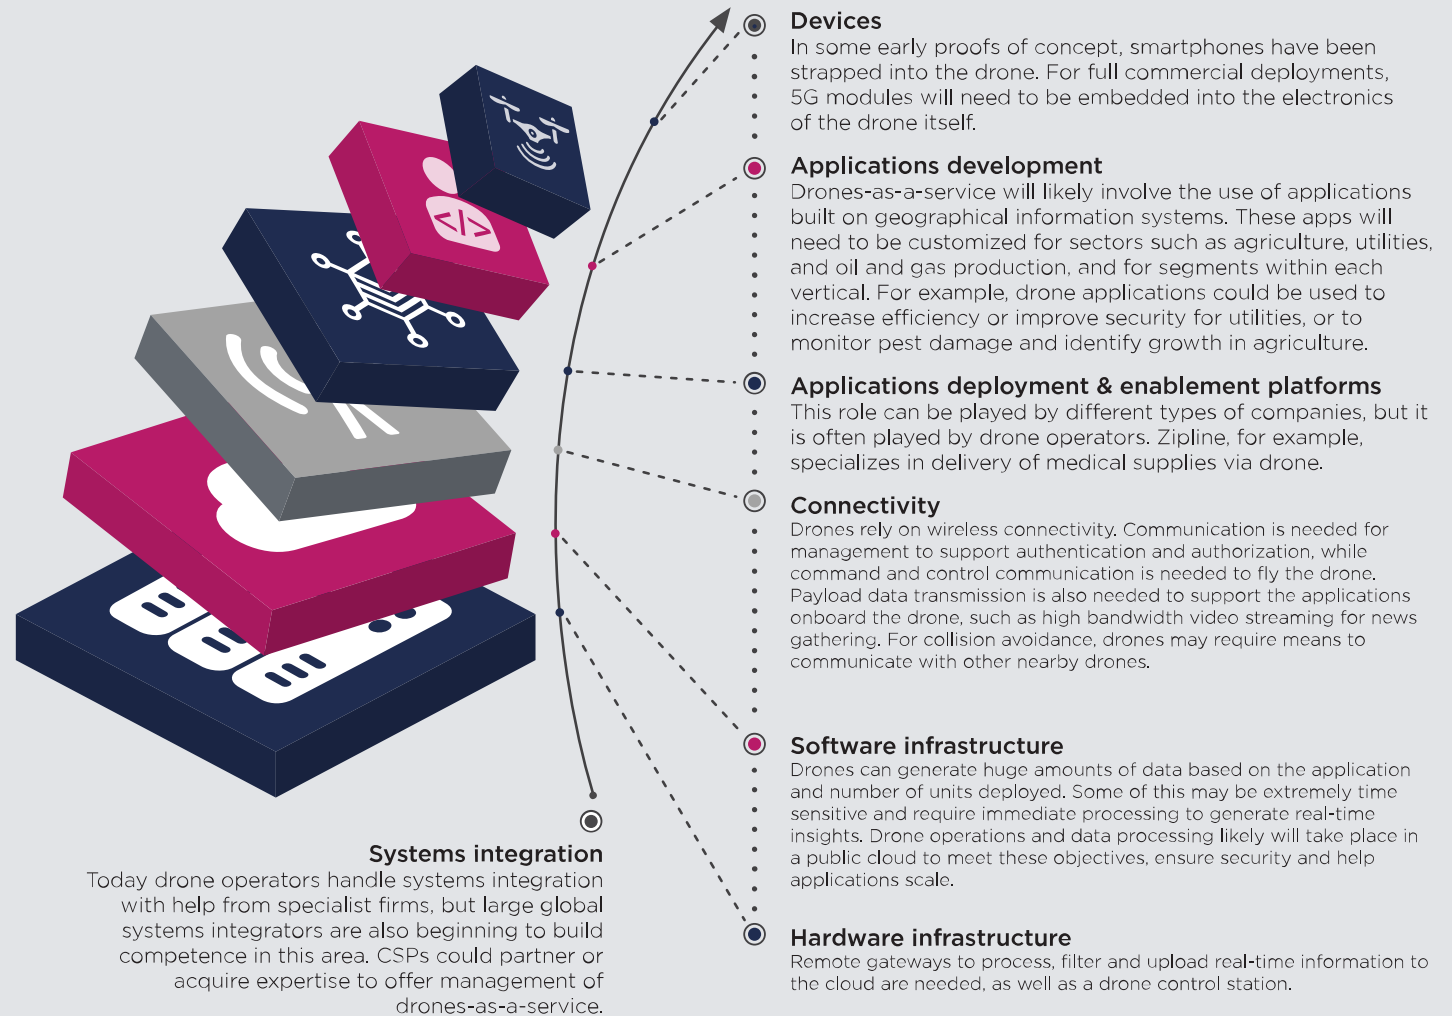 Devices
In some early proofs of concept, smartphones have been
strapped into the drone. For full commercial deployments,
5G modules will need to be embedded into the electronics
of the drone itself.
Applications development
Drones-as-a-service will likely involve the use of applications
built on geographical information systems. These apps will
need to be customized for sectors such as agriculture, utilities,
and oil and gas production, and for segments within each
vertical. For example, drone applications could be used to
increase efficiency or improve security for utilities, or to
monitor pest damage and identify growth in agriculture.
Applications deployment & enablement platforms
This role can be played by different types of companies, but it
is often played by drone operators. Zipline, for example,
specializes in delivery of medical supplies via drone.
Connectivity
Drones rely on wireless connectivity. Communication is needed for
management to support authentication and authorization, while
command and control communication is needed to fly the drone.
Payload data transmission is also needed to support the applications
onboard the drone, such as high bandwidth video streaming for news
gathering. For collision avoidance, drones may require means to
communicate with other nearby drones.
Software infrastructure
Drones can generate huge amounts of data based on the application
and number of units deployed. Some of this may be extremely time
sensitive and require immediate processing to generate real-time
insights. Drone operations and data processing likely will take place in
a public cloud to meet these objectives, ensure security and help
applications scale.
Hardware infrastructure
Remote gateways to process, filter and upload real-time information to
the cloud are needed, as well as a drone control station.
Systems integration
Today drone operators handle systems integration
with help from specialist firms, but large global
systems integrators are also beginning to build
competence in this area. CSPs could partner or
acquire expertise to offer management of
drones-as-a-service.